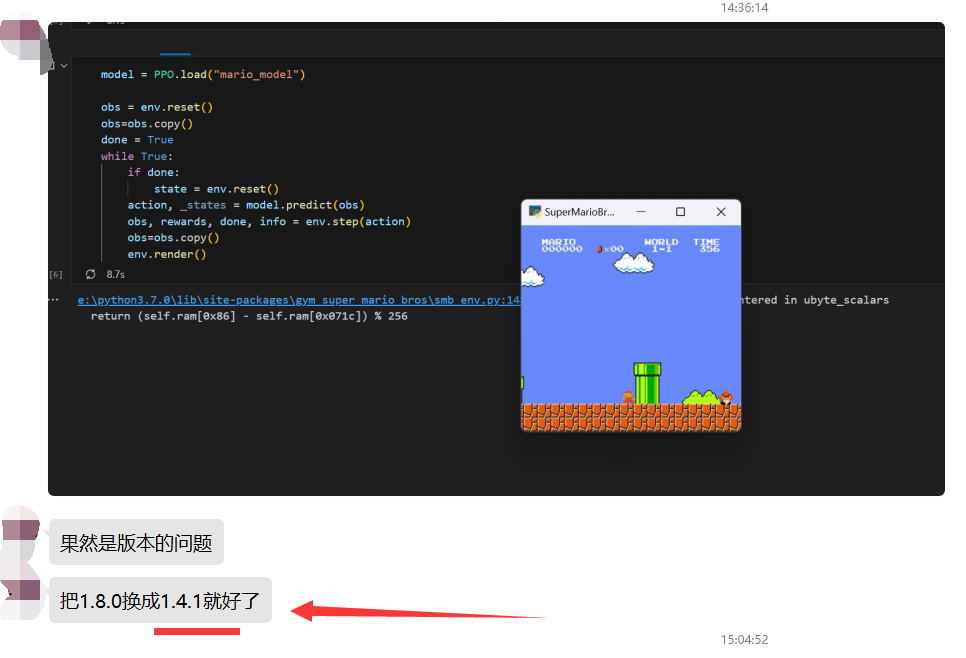 14:36:14
model = PPO.load("mario_model")
obs = env.reset()
obs=obs.copy()
done = True
while True:
if done:
state = env.reset()
action, _states = model.predict(obs)
obs, rewards, done, info = env.step(action)
obs=obs.copy()
env.render()
[6]
8.7s
e:\python3.7.0\lib\site-packages\gym_super_mario_bros\smb_env.py:14
ntered in ubyte_scalars
return (self.ram[0x86] - self.ram[0x071c]) % 256
SuperMarioBr...
MARIO WORLD TIME
000000 ×00 1-1 356
果然是版本的问题
把1.8.0换成1.4.1就好了
15:04:52